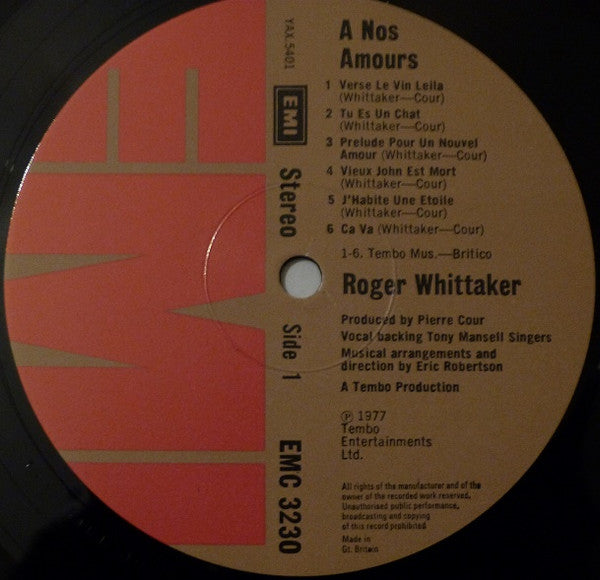 A Nos
Amours
1 Verse Le Vin Leila
(Whittaker—Cour)
2 Tu Es Un Chat
(Whittaker—Cour)
3 Prelude Pour Un Nouvel
Amour (Whittaker—Cour)
4 Vieux John Est Mort
(Whittaker—Cour)
5 J'Habite Une Etoile
(Whittaker—Cour)
6 Ca Va (Whittaker—Cour)
1-6. Tembo Mus.—Britico
Roger Whittaker
Produced by Pierre Cour
Vocal backing Tony Mansell Singers
Musical arrangements and
direction by Eric Robertson
A Tembo Production
Ⓟ 1977
Tembo
Entertainments
Ltd.
All rights of the manufacturer and of the
owner of the recorded work reserved.
Unauthorised public performance,
broadcasting and copying
of this record prohibited
Made in
Gt. Britain
YAX.5401
EMI
Stereo
Side 1
EMC 3230
EMI